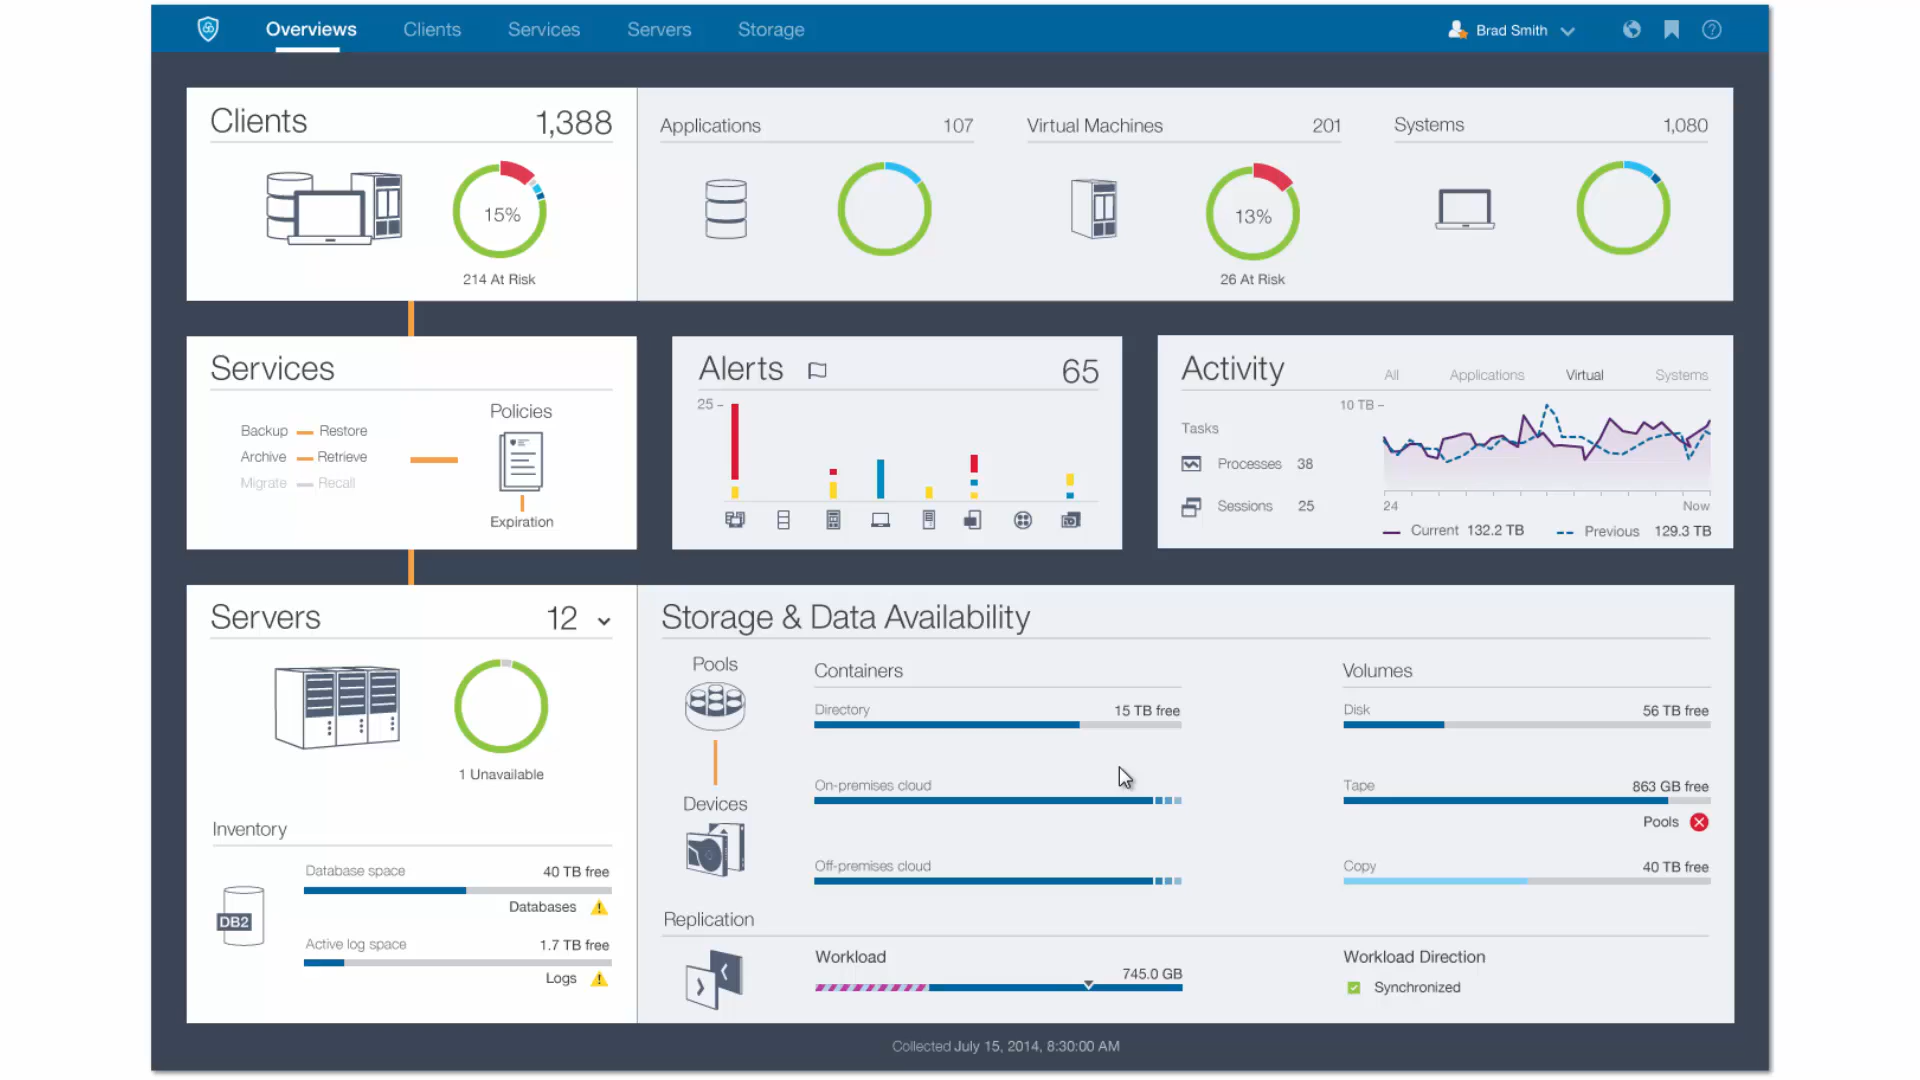 Overviews Clients Services Servers Storage Brad Smith ?
Clients 1,388
15%
214 At Risk
Applications 107
Virtual Machines 201
13%
26 At Risk
Systems 1,080
Services
Backup Restore
Archive Retrieve
Migrate Recall
Policies
Expiration
Alerts 65
25
Activity
All Applications Virtual Systems
Tasks
Processes 38
Sessions 25
10 TB
24 Now
Current 132.2 TB Previous 129.3 TB
Servers 12
1 Unavailable
Inventory
DB2
Database space 40 TB free
Databases
Active log space 1.7 TB free
Logs
Storage & Data Availability
Pools
Devices
Containers
Directory 15 TB free
On-premises cloud
Off-premises cloud
Volumes
Disk 56 TB free
Tape 863 GB free
Pools
Copy 40 TB free
Replication
Workload
745.0 GB
Workload Direction
Synchronized
Collected July 15, 2014, 8:30:00 AM